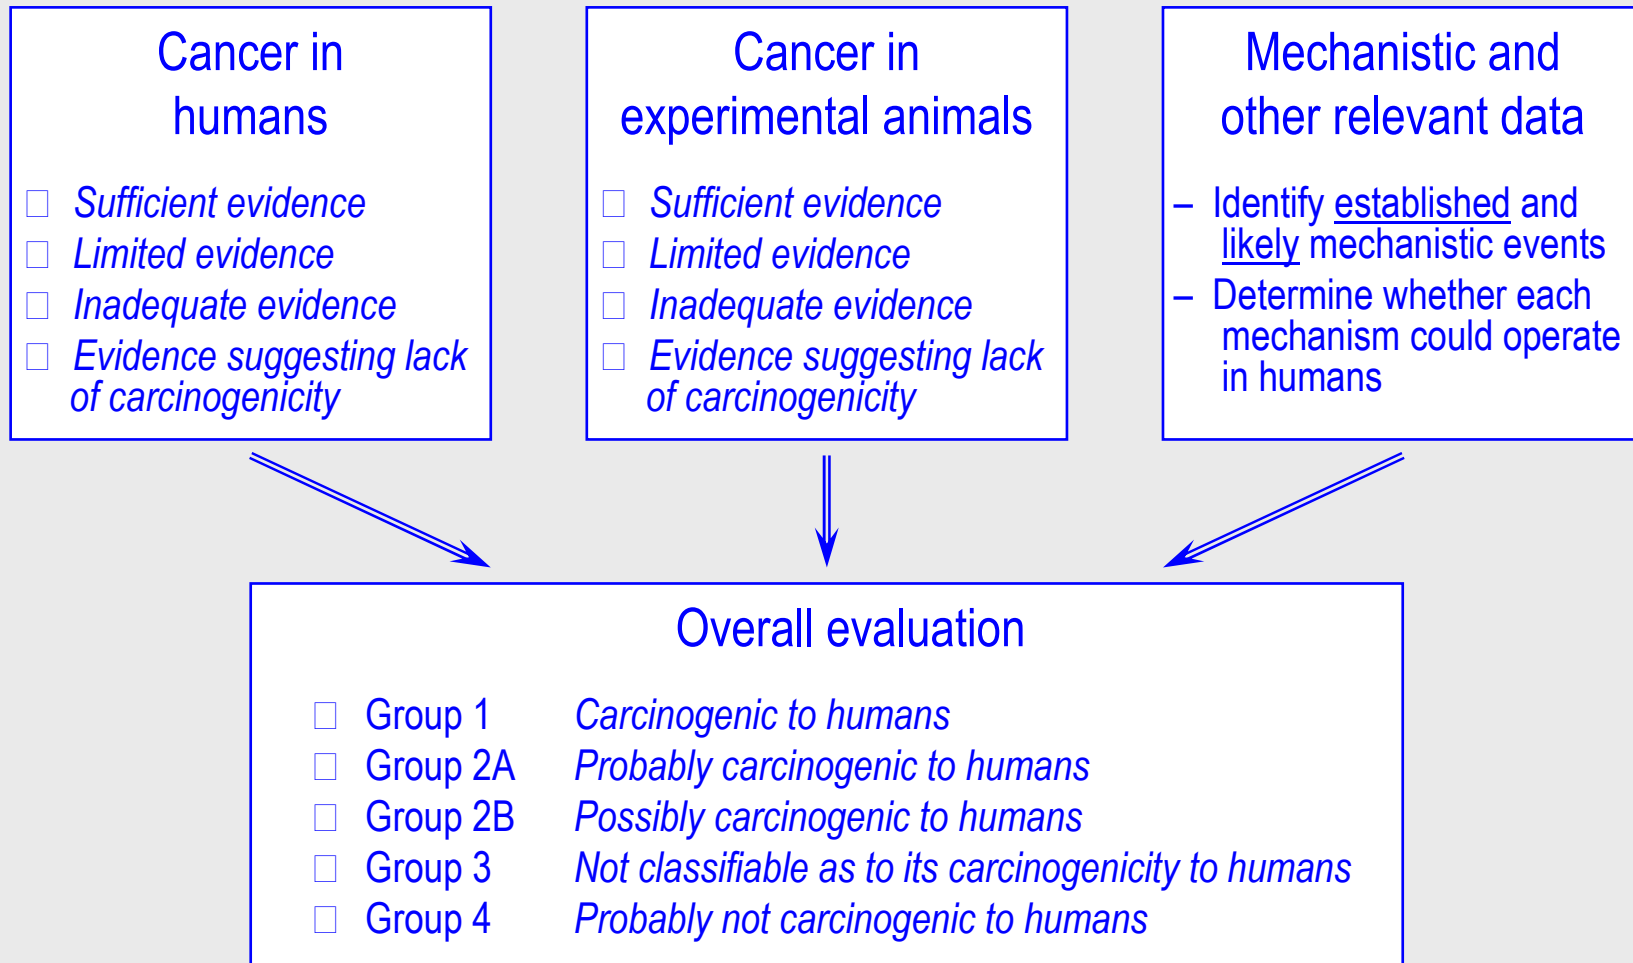 Cancer in
humans
□ Sufficient evidence
□ Limited evidence
□ Inadequate evidence
□ Evidence suggesting lack
of carcinogenicity
Cancer in
experimental animals
□ Sufficient evidence
□ Limited evidence
□ Inadequate evidence
□ Evidence suggesting lack
of carcinogenicity
Mechanistic and
other relevant data
– Identify established and
likely mechanistic events
– Determine whether each
mechanism could operate
in humans
Overall evaluation
□ Group 1 Carcinogenic to humans
□ Group 2A Probably carcinogenic to humans
□ Group 2B Possibly carcinogenic to humans
□ Group 3 Not classifiable as to its carcinogenicity to humans
□ Group 4 Probably not carcinogenic to humans